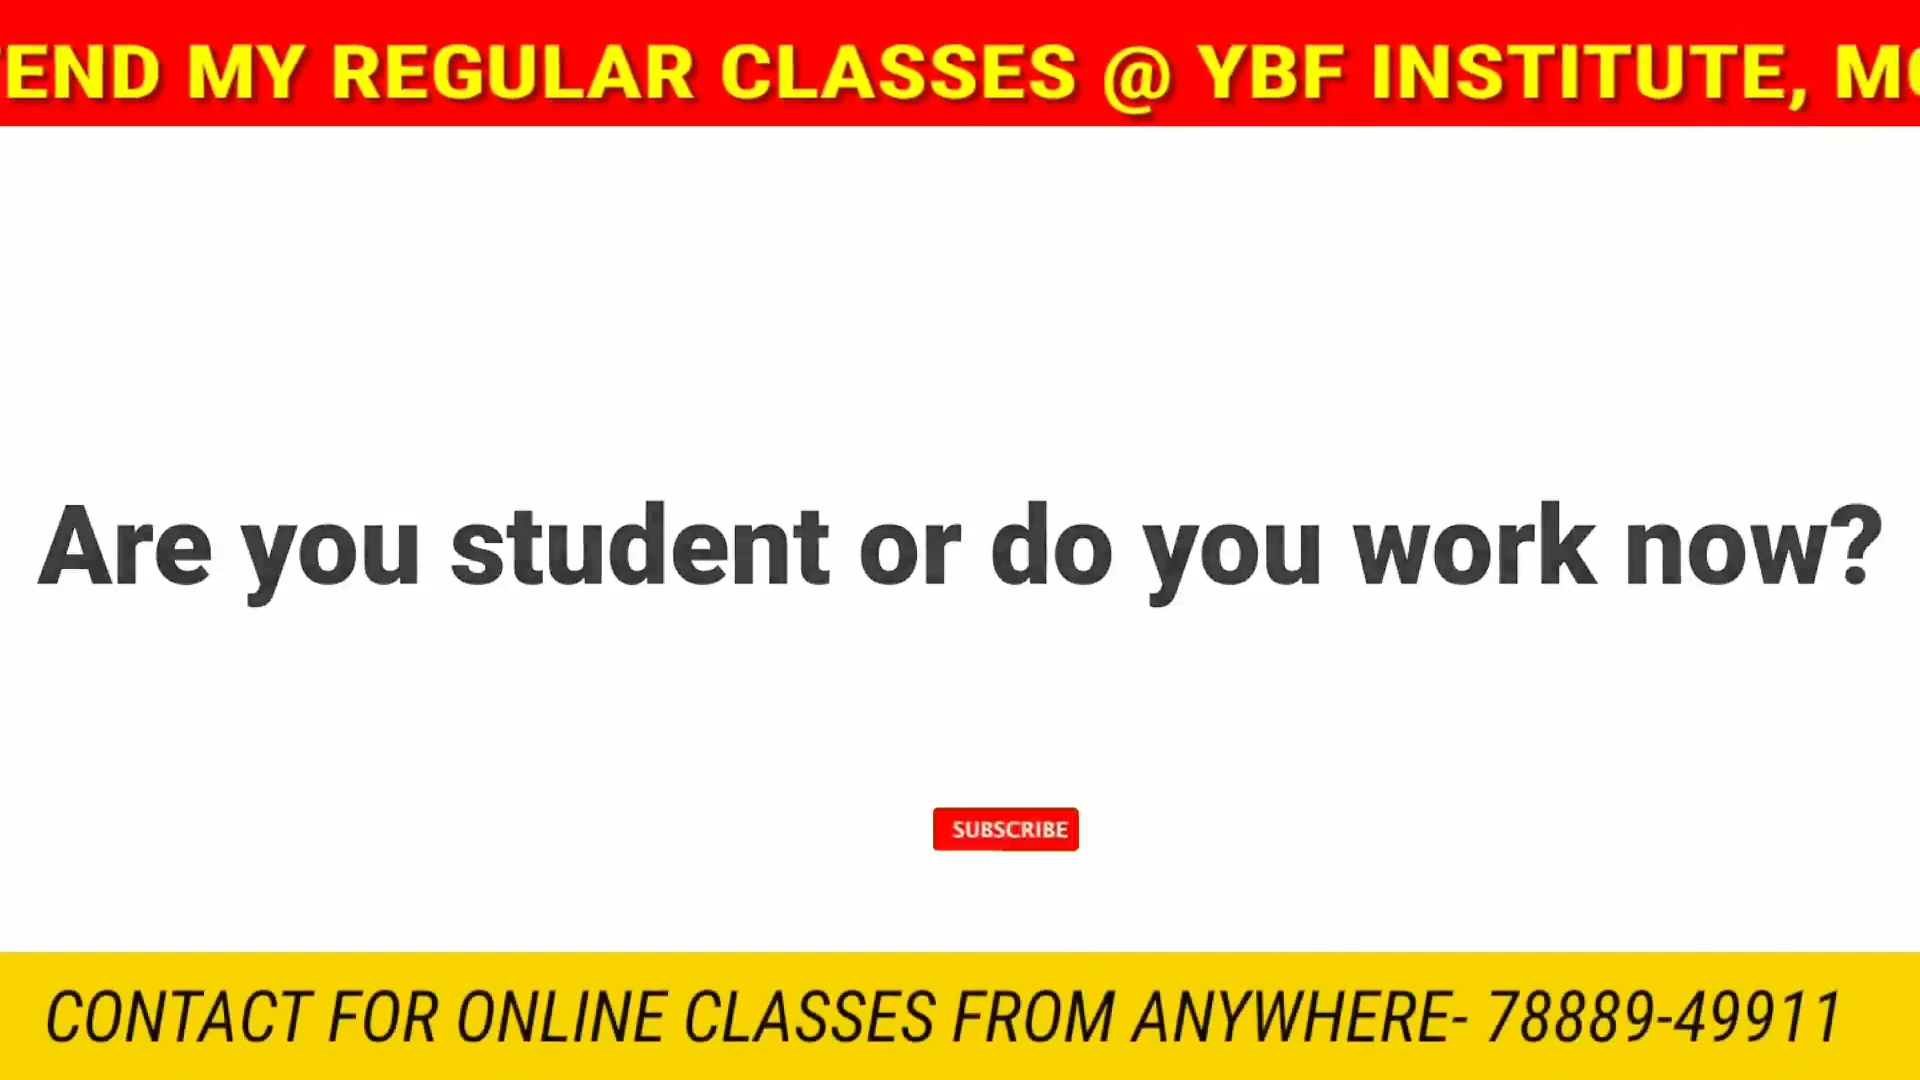 MY REGULAR CLASSES @ YBF INSTITUTE,
Are you student or do you work now?
SUBSCRIBE
CONTACT FOR ONLINE CLASSES FROM ANYWHERE- 78889-49911